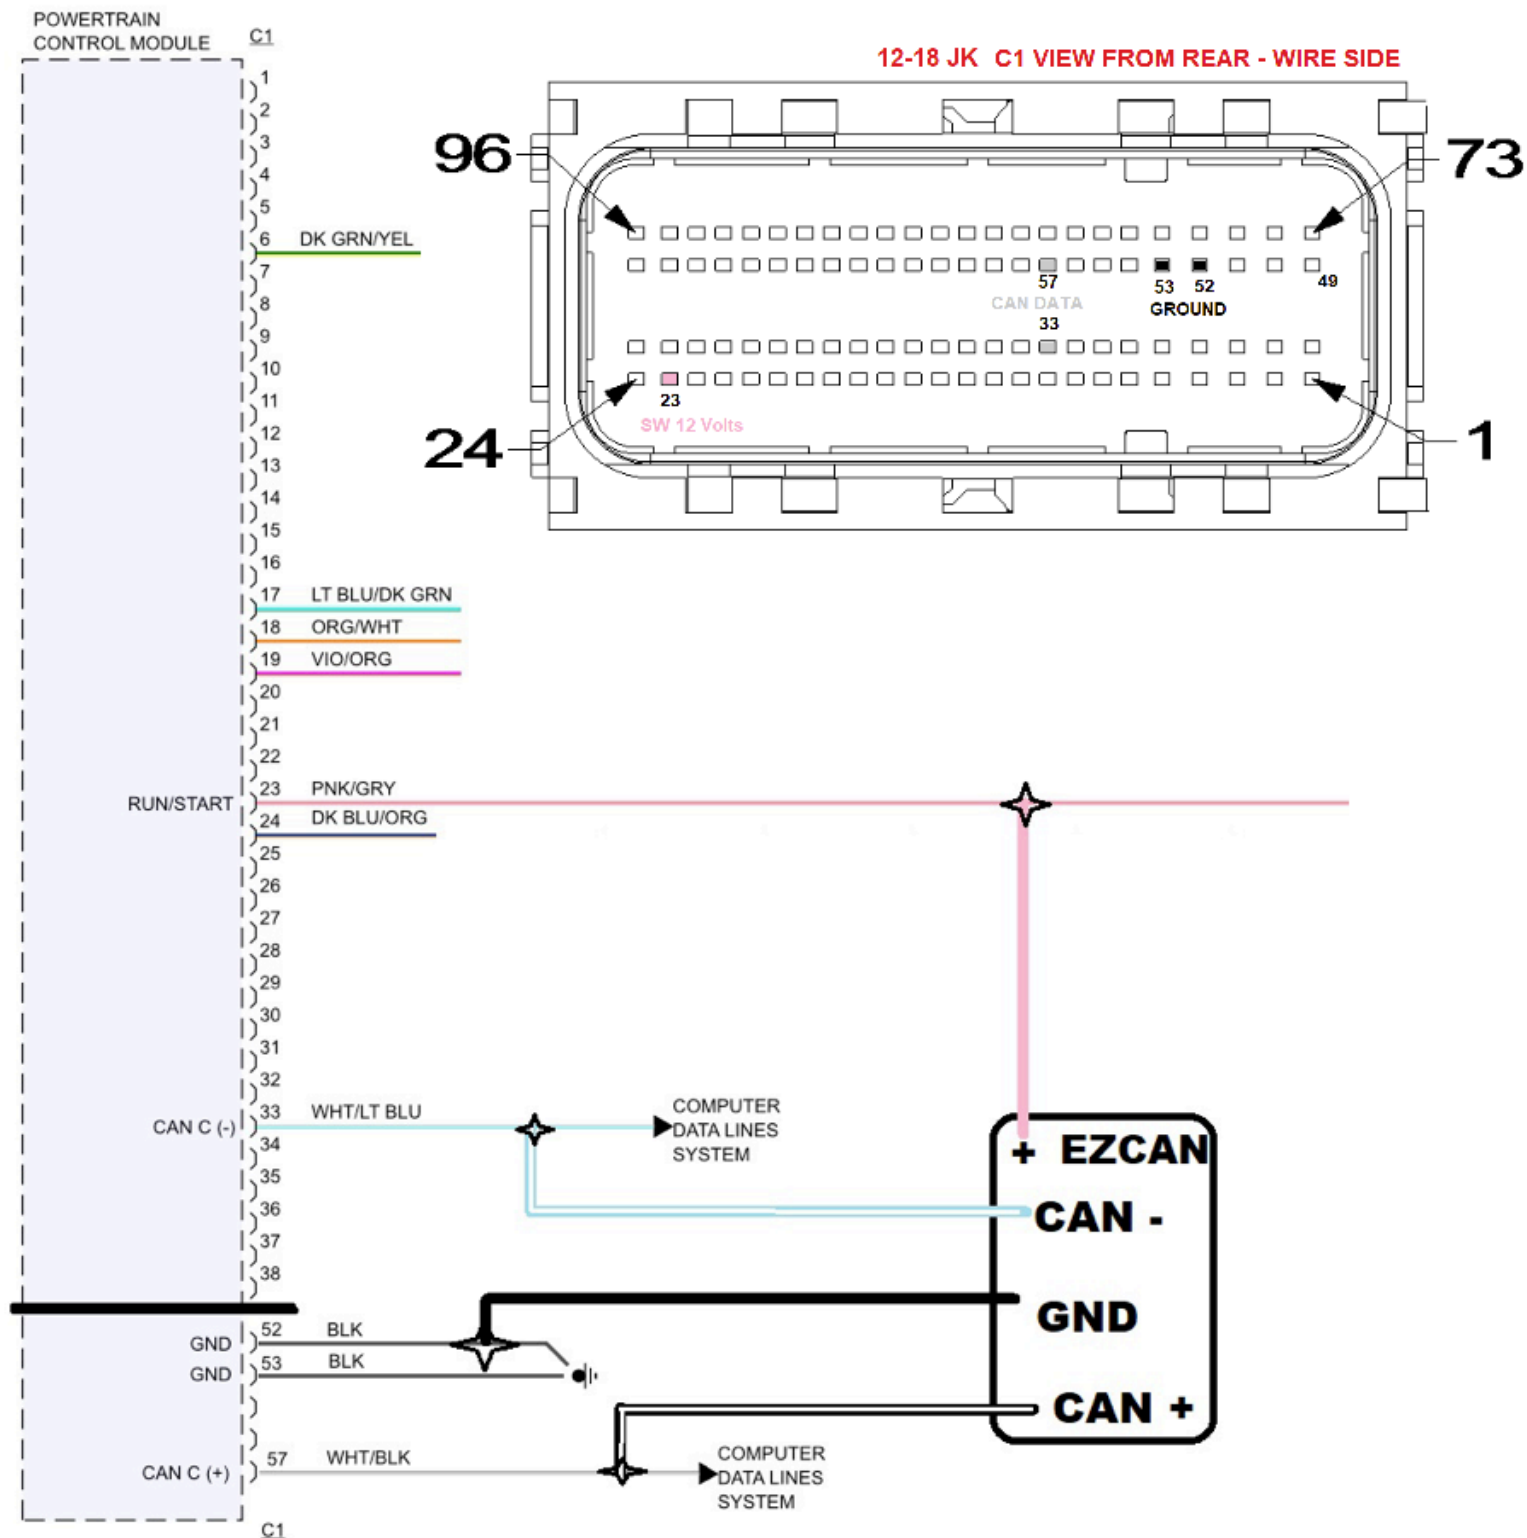 POWERTRAIN
CONTROL MODULE
C1
12-18 JK C1 VIEW FROM REAR - WIRE SIDE
96
73
57
53
52
49
CAN DATA
GROUND
33
23
SW 12 Volts
24
1
1
2
3
4
5
6 DK GRN/YEL
7
8
9
10
11
12
13
14
15
16
17 LT BLU/DK GRN
18 ORG/WHT
19 VIO/ORG
20
21
22
RUN/START 23 PNK/GRY
24 DK BLU/ORG
25
26
27
28
29
30
31
32
CAN C (-) 33 WHT/LT BLU
COMPUTER
DATA LINES
SYSTEM
34
35
36
37
38
+ EZCAN
CAN -
GND
CAN +
GND 52 BLK
GND 53 BLK
CAN C (+) 57 WHT/BLK
COMPUTER
DATA LINES
SYSTEM
C1